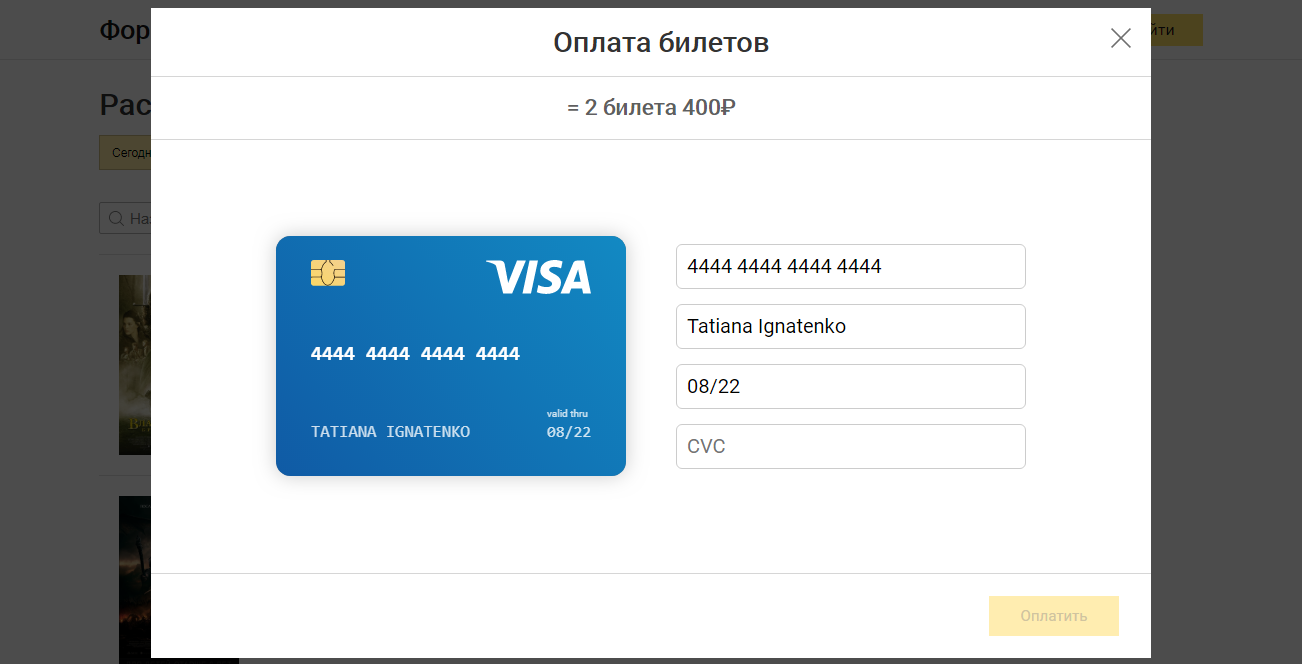 Фор
йти
Оплата билетов
= 2 билета 400₽
Рас
Сегодн
На
VISA
4444 4444 4444 4444
valid thru
TATIANA IGNATENKO 08/22
4444 4444 4444 4444
Tatiana Ignatenko
08/22
CVC
Оплатить